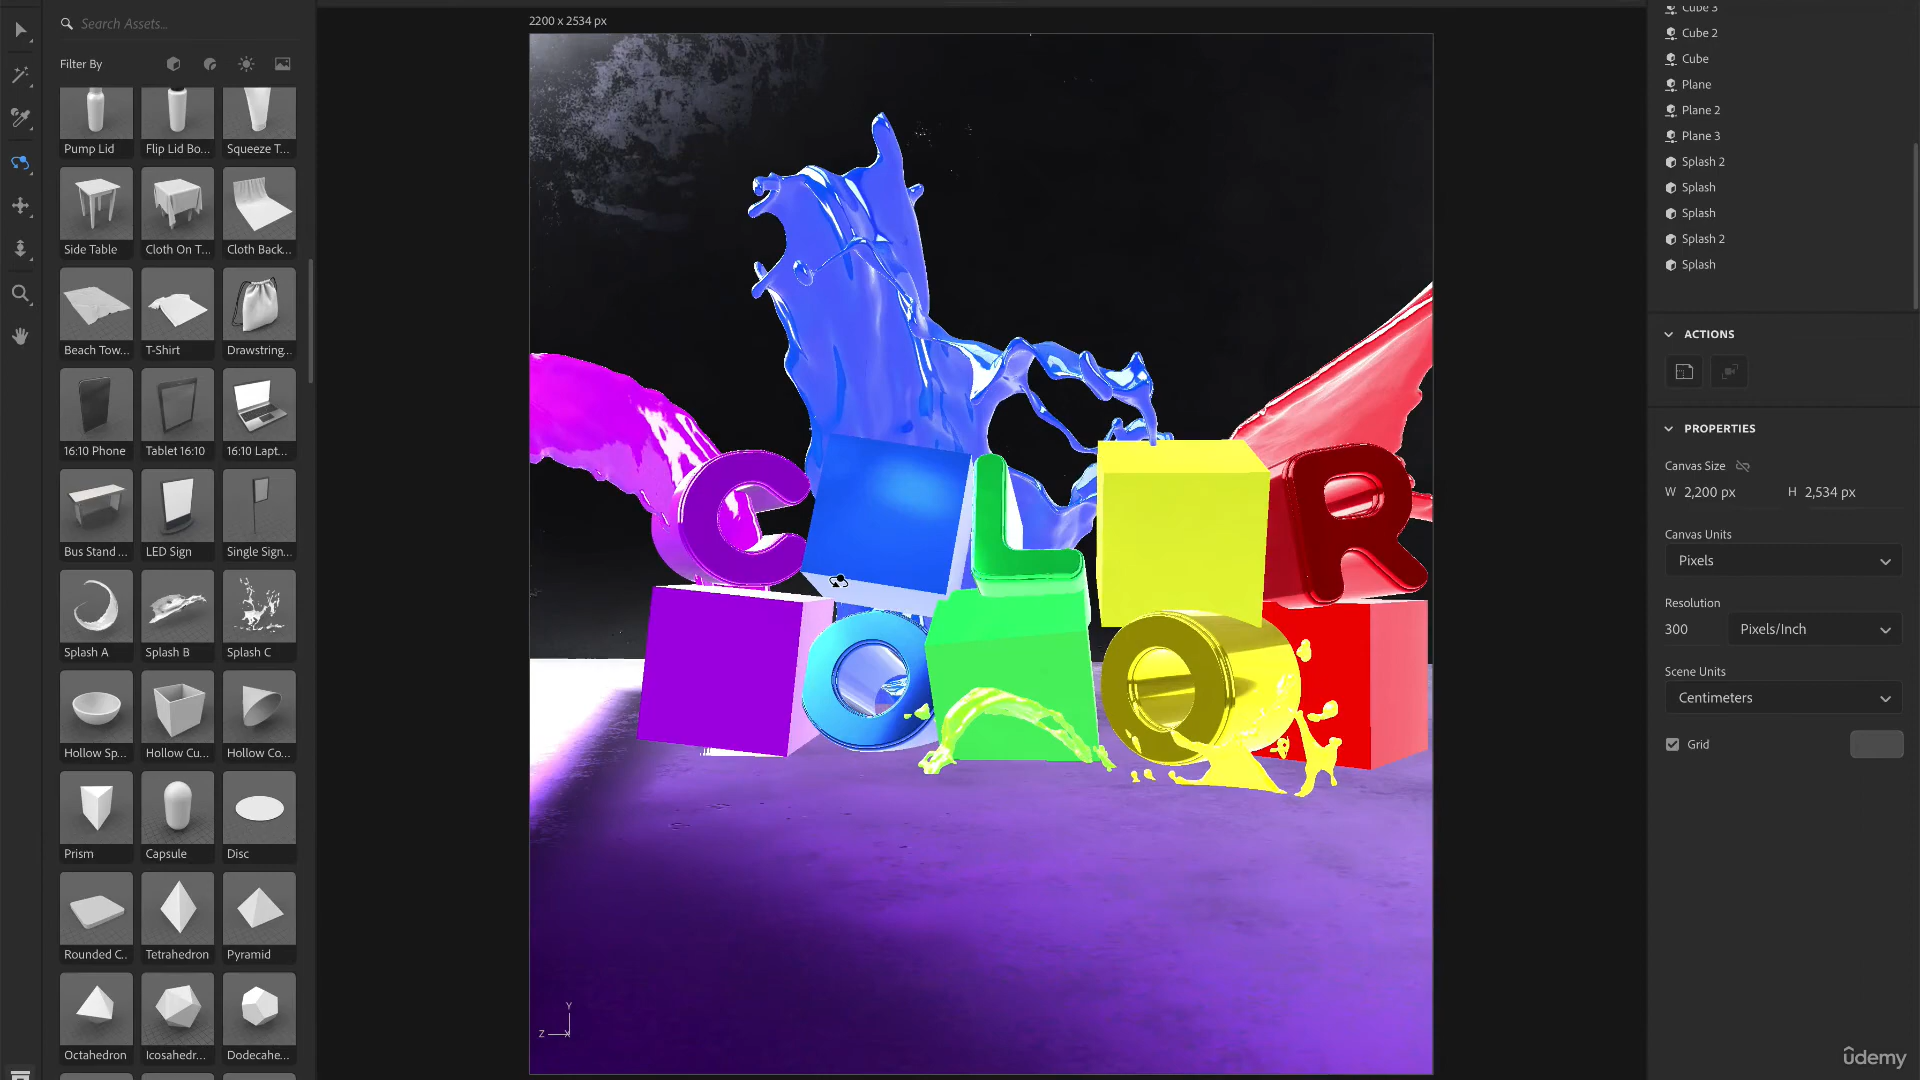 Search Assets...
Filter By
Pump Lid
Flip Lid Bo...
Squeeze T...
Side Table
Cloth On T...
Cloth Back...
Beach Tow...
T-Shirt
Drawstring...
16:10 Phone
Tablet 16:10
16:10 Lapt...
Bus Stand ...
LED Sign
Single Sign...
Splash A
Splash B
Splash C
Hollow Sp...
Hollow Cu...
Hollow Co...
Prism
Capsule
Disc
Rounded C..
Tetrahedron
Pyramid
Octahedron
Icosahedr...
Dodecahe...
2200 x 2534 px
C L R
O O
Y
Z
X
Cube 3
Cube 2
Cube
Plane
Plane 2
Plane 3
Splash 2
Splash
Splash
Splash 2
Splash
ACTIONS
PROPERTIES
Canvas Size
W 2,200 px H 2,534 px
Canvas Units
Pixels
Resolution
300 Pixels/Inch
Scene Units
Centimeters
Grid
ûdemy